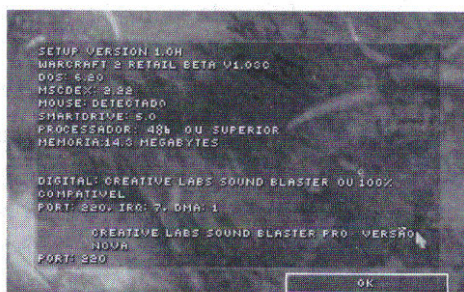 SETUP VERSION 1.0H
WARCRAFT 2 RETAIL BETA V1.03C
DOS: 6.20
MSCDEX: 2.22
MOUSE: DETECTADO
SMARTDRIVE: 5.0
PROCESSADOR: 486 OU SUPERIOR
MEMORIA:14.3 MEGABYTES
DIGITAL: CREATIVE LABS SOUND BLASTER OU 100%
COMPATIVEL
PORT: 220, IRQ: 7, DMA: 1
CREATIVE LABS SOUND BLASTER PRO VERSÃO
NOVA
PORT: 220
OK